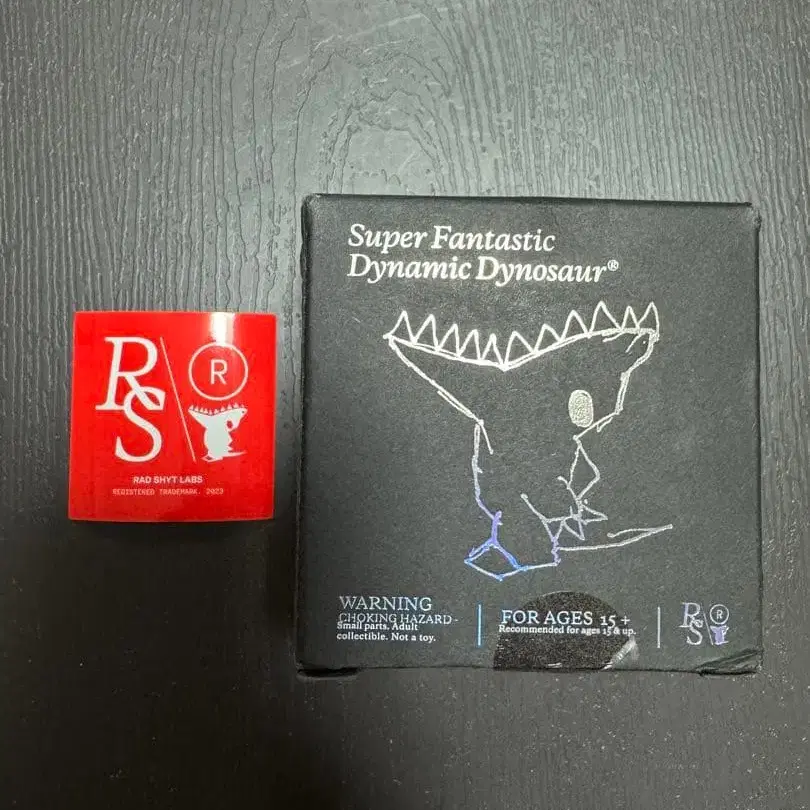 Super Fantastic
Dynamic Dynosaur®
RS
R
RAD SHYT LABS
REGISTERED TRADEMARK. 2023
WARNING
CHOKING HAZARD -
Small parts. Adult
collectible. Not a toy.
FOR AGES 15 +
Recommended for ages 15 & up.
RS
R